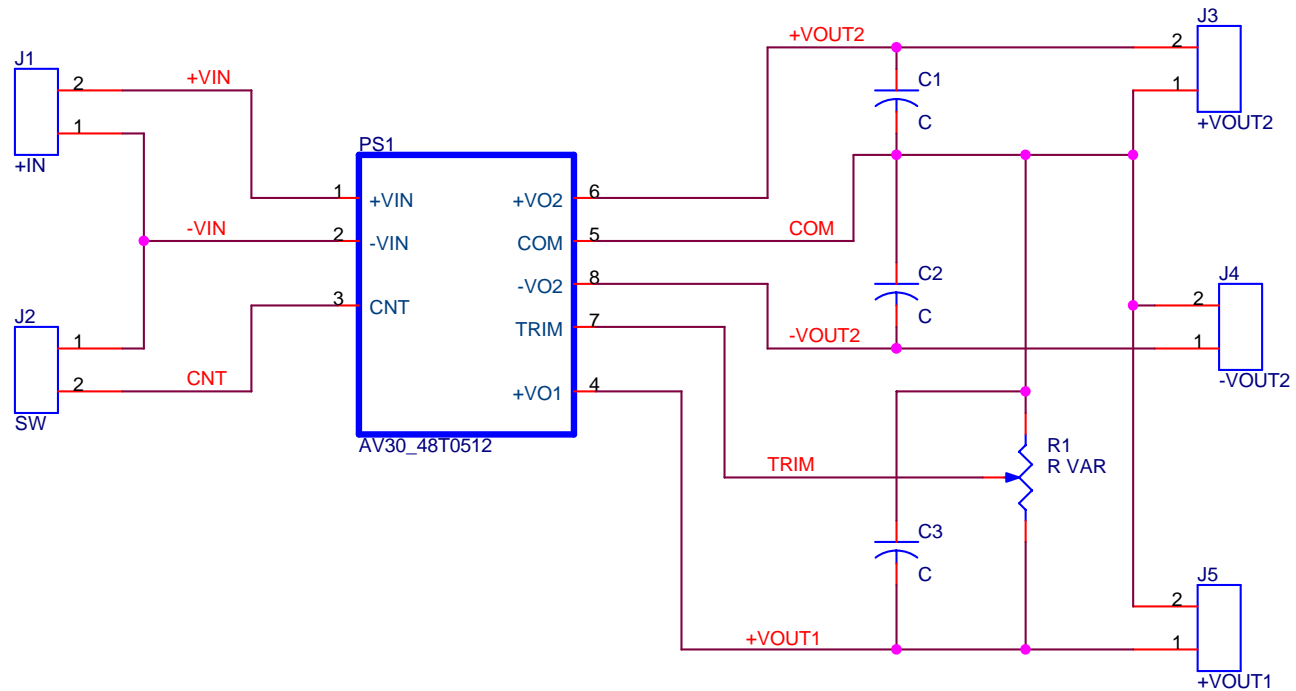 J1
2
1
+IN
+VIN
-VIN
J2
1
2
SW
CNT
PS1
1 +VIN
2 -VIN
3 CNT
+VO2 6
COM 5
-VO2 8
TRIM 7
+VO1 4
AV30_48T0512
+VOUT2
COM
-VOUT2
TRIM
+VOUT1
C1
C
C2
C
C3
C
R1
R VAR
J3
2
1
+VOUT2
J4
2
1
-VOUT2
J5
2
1
+VOUT1